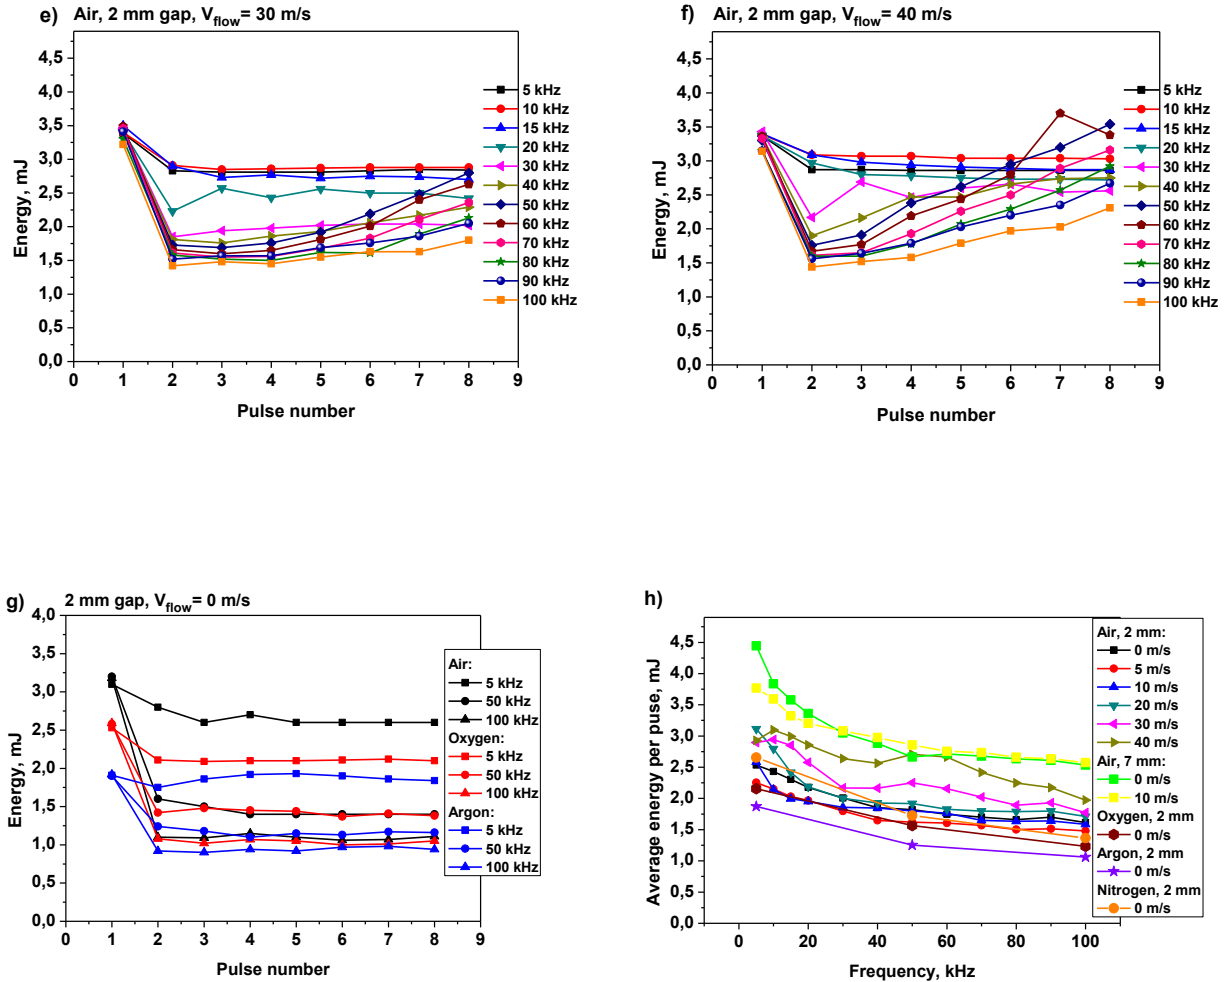 e)
Air, 2 mm gap, Vflow= 30 m/s
4,5
4,0
3,5
3,0
2,5
2,0
1,5
1,0
0,5
0,0
Energy, mJ
0 1 2 3 4 5 6 7 8 9
Pulse number
5 kHz
10 kHz
15 kHz
20 kHz
30 kHz
40 kHz
50 kHz
60 kHz
70 kHz
80 kHz
90 kHz
100 kHz
f)
Air, 2 mm gap, Vflow= 40 m/s
4,5
4,0
3,5
3,0
2,5
2,0
1,5
1,0
0,5
0,0
Energy, mJ
0 1 2 3 4 5 6 7 8 9
Pulse number
5 kHz
10 kHz
15 kHz
20 kHz
30 kHz
40 kHz
50 kHz
60 kHz
70 kHz
80 kHz
90 kHz
100 kHz
g)
2 mm gap, Vflow= 0 m/s
4,0
3,5
3,0
2,5
2,0
1,5
1,0
0,5
0,0
Energy, mJ
0 1 2 3 4 5 6 7 8 9
Pulse number
Air:
5 kHz
50 kHz
100 kHz
Oxygen:
5 kHz
50 kHz
100 kHz
Argon:
5 kHz
50 kHz
100 kHz
h)
4,5
4,0
3,5
3,0
2,5
2,0
1,5
1,0
0,5
0,0
Average energy per puse, mJ
0 20 40 60 80 100
Frequency, kHz
Air, 2 mm:
0 m/s
5 m/s
10 m/s
20 m/s
30 m/s
40 m/s
Air, 7 mm:
0 m/s
10 m/s
Oxygen, 2 mm
0 m/s
Argon, 2 mm
0 m/s
Nitrogen, 2 mm
0 m/s